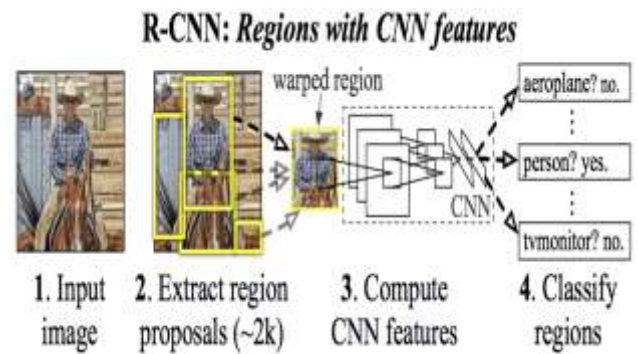 R-CNN: Regions with CNN features
warped region
aeroplane? no.
person? yes.
tvmonitor? no.
CNN
1. Input
image
2. Extract region
proposals (~2k)
3. Compute
CNN features
4. Classify
regions